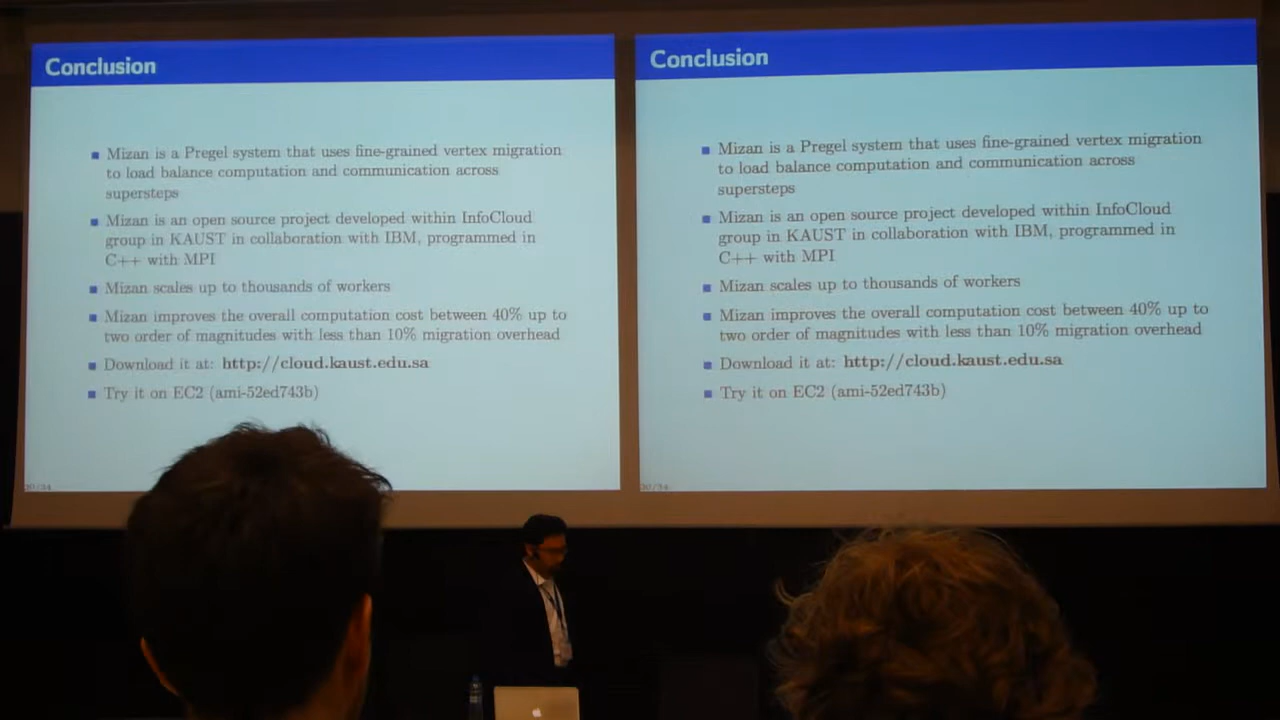 Conclusion
Mizan is a Pregel system that uses fine-grained vertex migration
to load balance computation and communication across
supersteps
Mizan is an open source project developed within InfoCloud
group in KAUST in collaboration with IBM, programmed in
C++ with MPI
Mizan scales up to thousands of workers
Mizan improves the overall computation cost between 40% up to
two order of magnitudes with less than 10% migration overhead
Download it at: http://cloud.kaust.edu.sa
Try it on EC2 (ami-52ed743b)
30/34
Conclusion
Mizan is a Pregel system that uses fine-grained vertex migration
to load balance computation and communication across
supersteps
Mizan is an open source project developed within InfoCloud
group in KAUST in collaboration with IBM, programmed in
C++ with MPI
Mizan scales up to thousands of workers
Mizan improves the overall computation cost between 40% up to
two order of magnitudes with less than 10% migration overhead
Download it at: http://cloud.kaust.edu.sa
Try it on EC2 (ami-52ed743b)
30/34